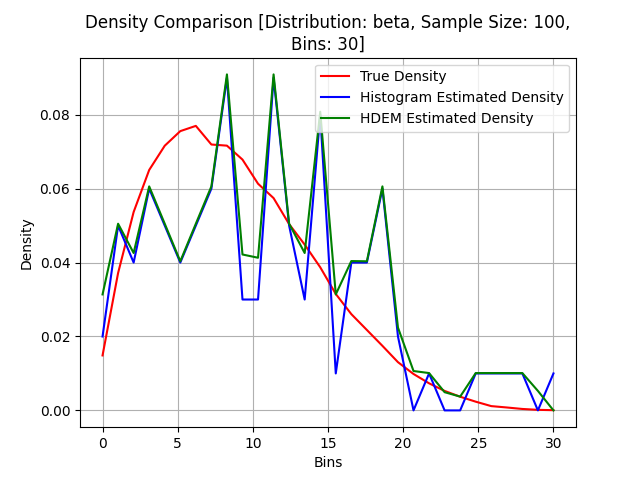 Density Comparison [Distribution: beta, Sample Size: 100,
Bins: 30]
True Density
Histogram Estimated Density
HDEM Estimated Density
Density
0.08
0.06
0.04
0.02
0.00
0 5 10 15 20 25 30
Bins